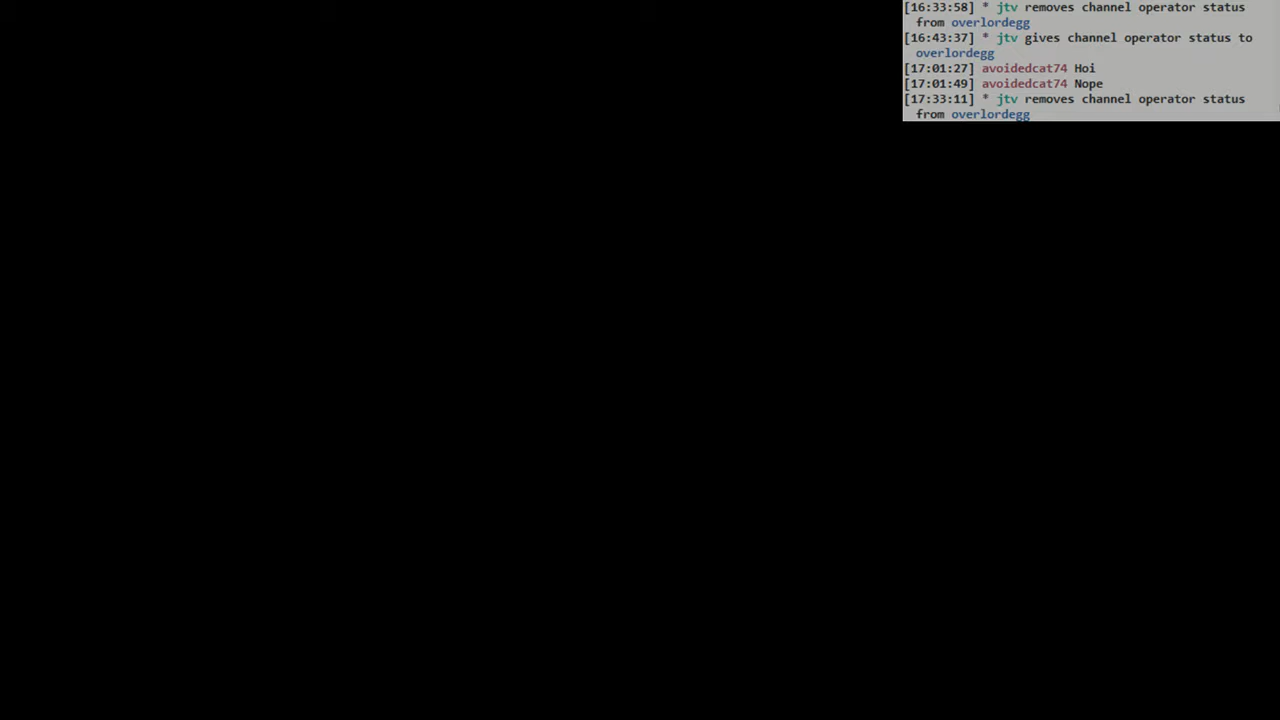 [16:33:58] * jtv removes channel operator status
from overlordegg
[16:43:37] * jtv gives channel operator status to
overlordegg
[17:01:27] avoidedcat74 Hoi
[17:01:49] avoidedcat74 Nope
[17:33:11] * jtv removes channel operator status
from overlordegg